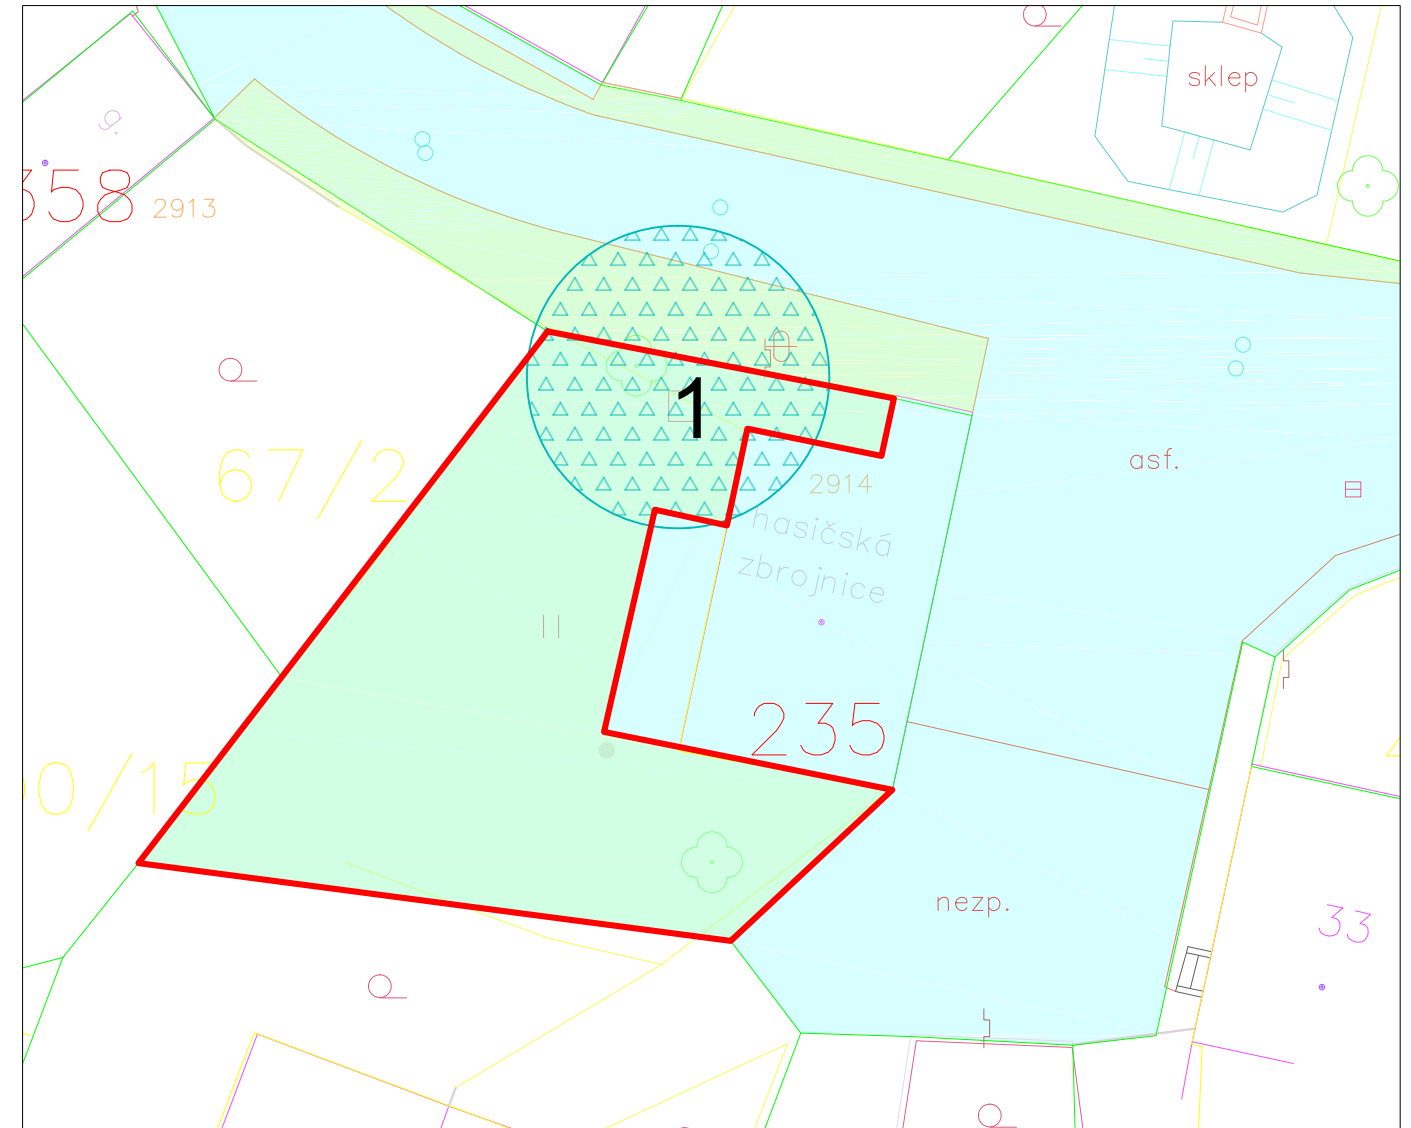 sklep
g.
358
2913
1
67/2
asf.
2914
hasičská
zbrojnice
235
0/15
nezp.
33